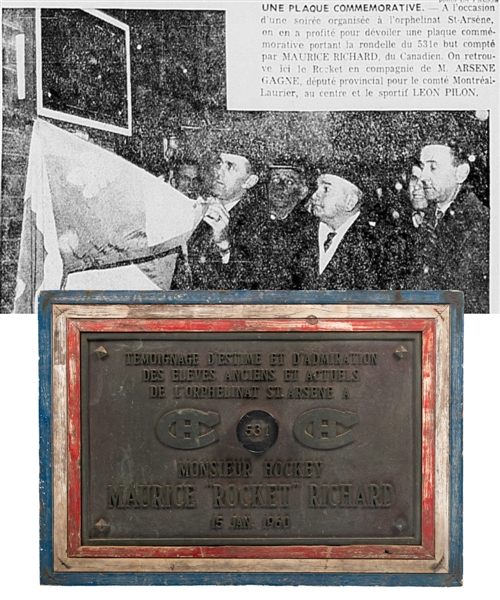 UNE PLAQUE COMMEMORATIVE. — A l'occasion
d'une soirée organisée à l'orphelinat St-Arsène,
on en a profité pour dévoiler une plaque commé-
morative portant la rondelle du 531e but compté
par MAURICE RICHARD, du Canadien. On retrou-
ve ici le Rocket en compagnie de M. ARSENE
GAGNE, député provincial pour le comté Montréal-
Laurier, au centre et le sportif LEON PILON.
TEMOIGNAGE D'ESTIME ET D'ADMIRATION
DES ELEVES ANCIENS ET ACTUELS
DE L'ORPHELINAT ST. ARSENE A
CH 531 CH
MONSIEUR HOCKEY
MAURICE "ROCKET" RICHARD
15 JAN. 1960